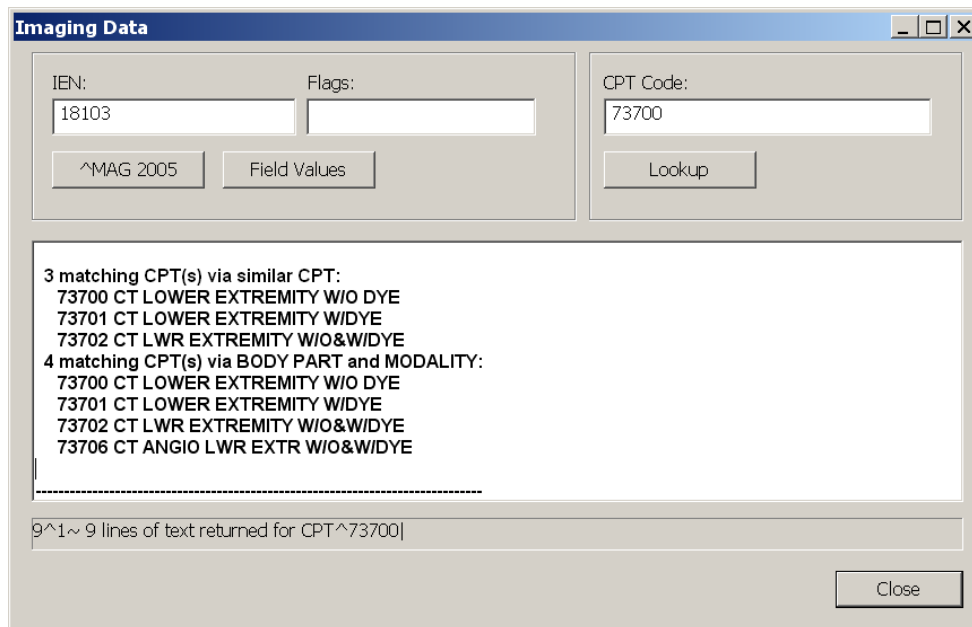 Imaging Data
IEN:
Flags:
CPT Code:
18103
73700
^MAG 2005
Field Values
Lookup
3 matching CPT(s) via similar CPT:
73700 CT LOWER EXTREMITY W/O DYE
73701 CT LOWER EXTREMITY W/DYE
73702 CT LWR EXTREMITY W/O&W/DYE
4 matching CPT(s) via BODY PART and MODALITY:
73700 CT LOWER EXTREMITY W/O DYE
73701 CT LOWER EXTREMITY W/DYE
73702 CT LWR EXTREMITY W/O&W/DYE
73706 CT ANGIO LWR EXTR W/O&W/DYE
--------------------------------------------------------------------------------
9^1~ 9 lines of text returned for CPT^73700|
Close